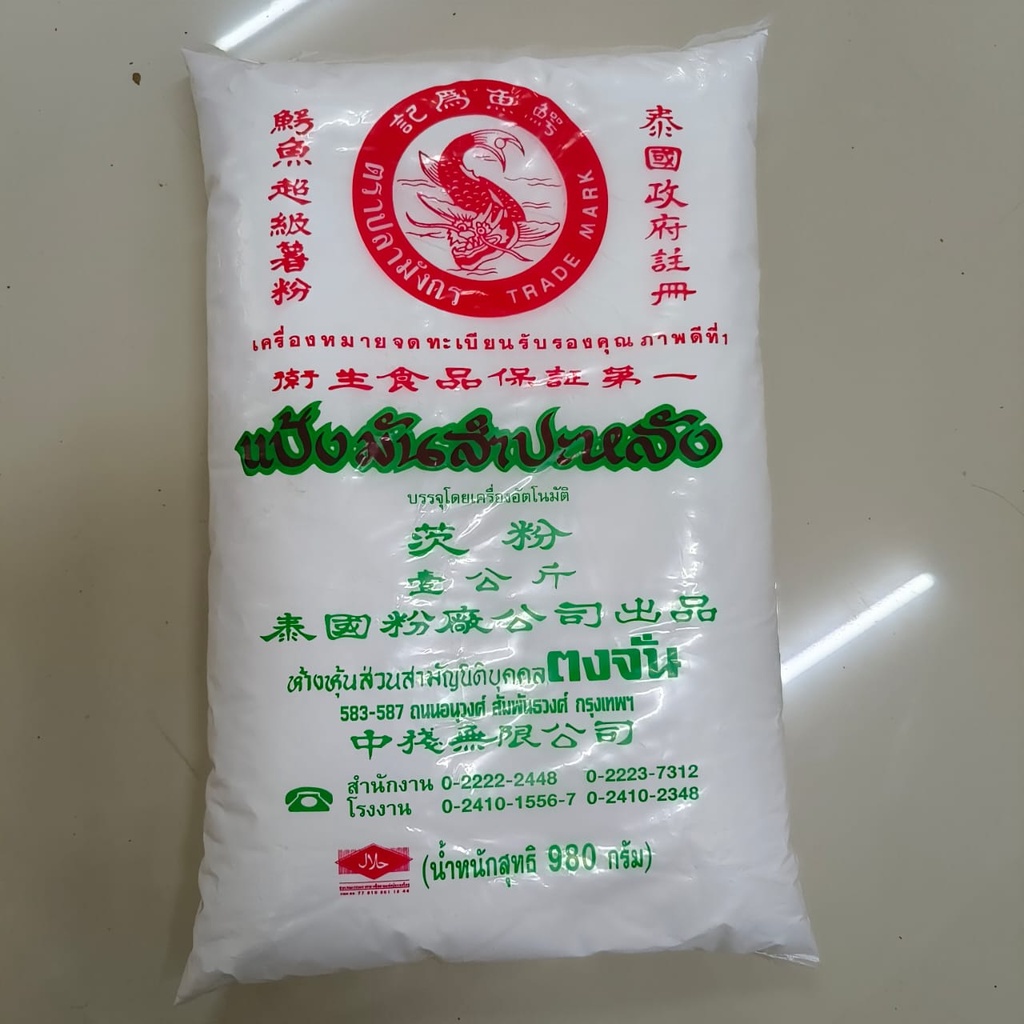 鰐魚為記
ตราปลามังกร
TRADE MARK
鰐魚超級薯粉
泰國政府註冊
เครื่องหมายจดทะเบียนรับรองคุณภาพดีที่1
衛生食品保証第一
แป้งมันสำปะหลัง
บรรจุโดยเครื่องอัตโนมัติ
茨粉
壹公斤
泰國粉廠公司出品
ห้างหุ้นส่วนสามัญนิติบุคคลตงจั่น
583-587 ถนนอนุวงศ์ สัมพันธวงศ์ กรุงเทพฯ
中棧無限公司
สำนักงาน 0-2222-2448 0-2223-7312
โรงงาน 0-2410-1556-7 0-2410-2348
حلال
(น้ำหนักสุทธิ 980 กรัม)